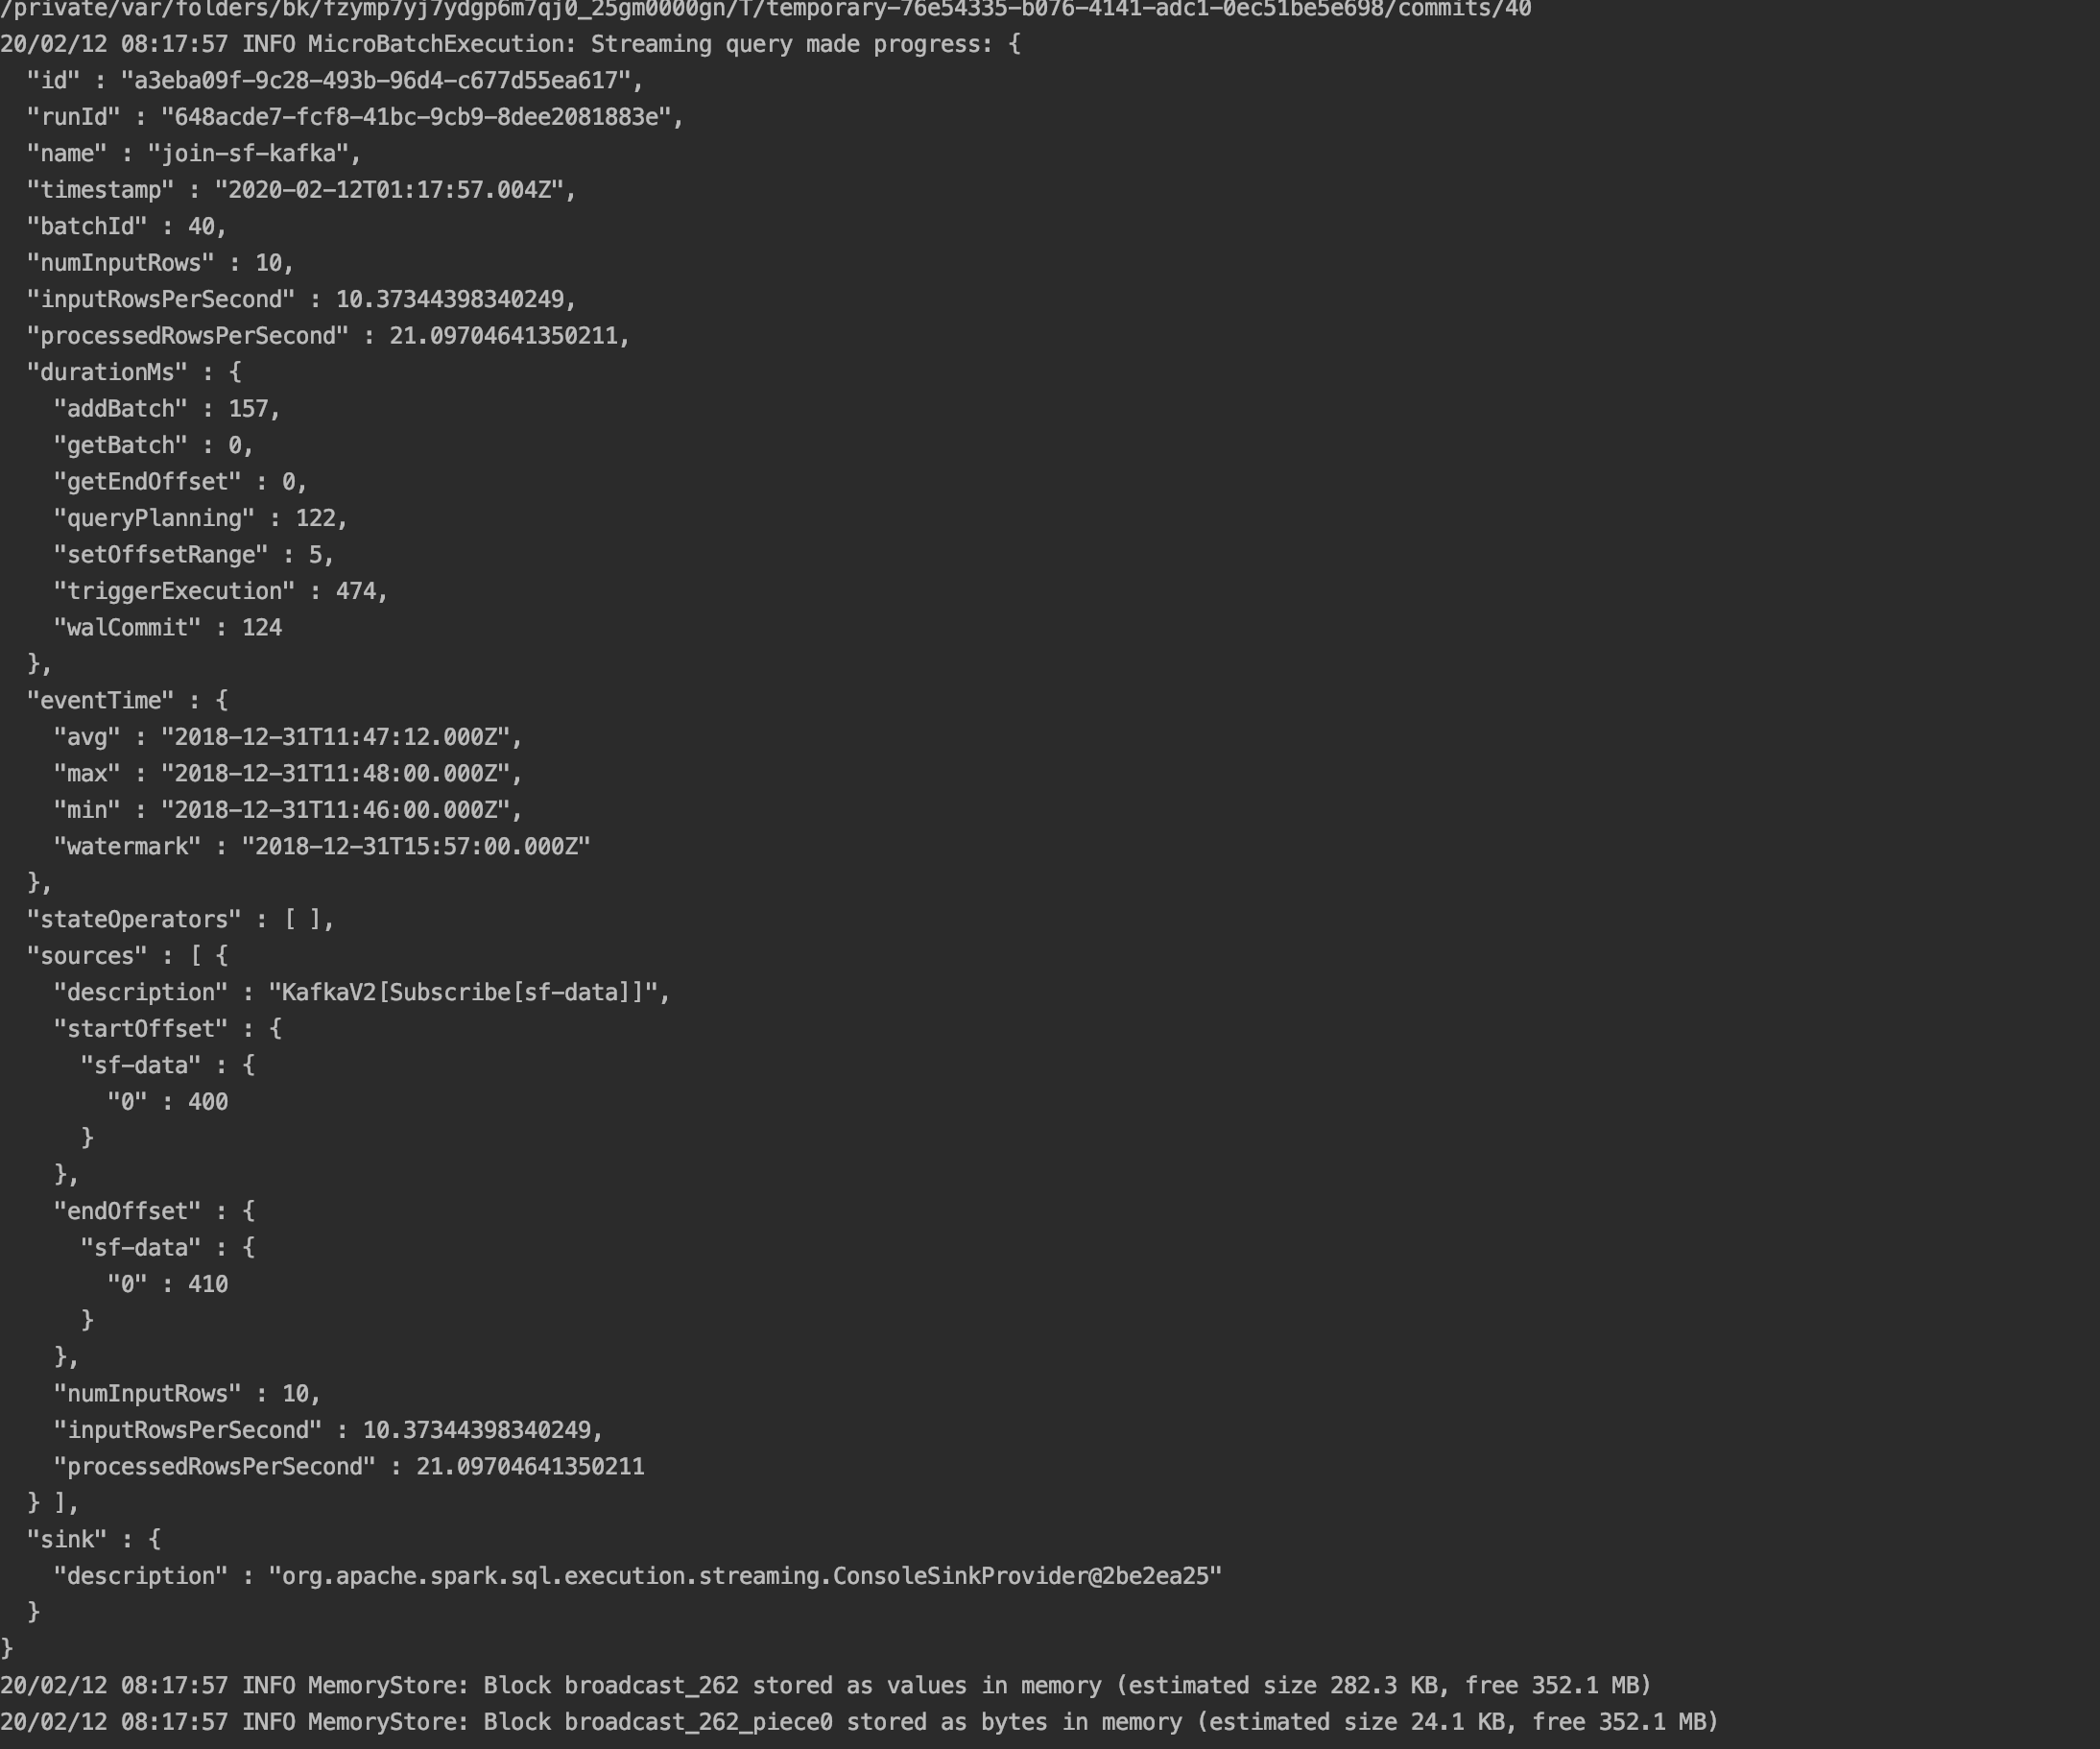 /private/var/folders/bk/fzymp7yj7ydgp6m7qj0_25gm0000gn/T/temporary-76e54335-b076-4141-adc1-0ec51be5e698/commits/40
20/02/12 08:17:57 INFO MicroBatchExecution: Streaming query made progress: {
  "id" : "a3eba09f-9c28-493b-96d4-c677d55ea617",
  "runId" : "648acde7-fcf8-41bc-9cb9-8dee2081883e",
  "name" : "join-sf-kafka",
  "timestamp" : "2020-02-12T01:17:57.004Z",
  "batchId" : 40,
  "numInputRows" : 10,
  "inputRowsPerSecond" : 10.37344398340249,
  "processedRowsPerSecond" : 21.09704641350211,
  "durationMs" : {
    "addBatch" : 157,
    "getBatch" : 0,
    "getEndOffset" : 0,
    "queryPlanning" : 122,
    "setOffsetRange" : 5,
    "triggerExecution" : 474,
    "walCommit" : 124
  },
  "eventTime" : {
    "avg" : "2018-12-31T11:47:12.000Z",
    "max" : "2018-12-31T11:48:00.000Z",
    "min" : "2018-12-31T11:46:00.000Z",
    "watermark" : "2018-12-31T15:57:00.000Z"
  },
  "stateOperators" : [ ],
  "sources" : [ {
    "description" : "KafkaV2[Subscribe[sf-data]]",
    "startOffset" : {
      "sf-data" : {
        "0" : 400
      }
    },
    "endOffset" : {
      "sf-data" : {
        "0" : 410
      }
    },
    "numInputRows" : 10,
    "inputRowsPerSecond" : 10.37344398340249,
    "processedRowsPerSecond" : 21.09704641350211
  } ],
  "sink" : {
    "description" : "org.apache.spark.sql.execution.streaming.ConsoleSinkProvider@2be2ea25"
  }
}
20/02/12 08:17:57 INFO MemoryStore: Block broadcast_262 stored as values in memory (estimated size 282.3 KB, free 352.1 MB)
20/02/12 08:17:57 INFO MemoryStore: Block broadcast_262_piece0 stored as bytes in memory (estimated size 24.1 KB, free 352.1 MB)